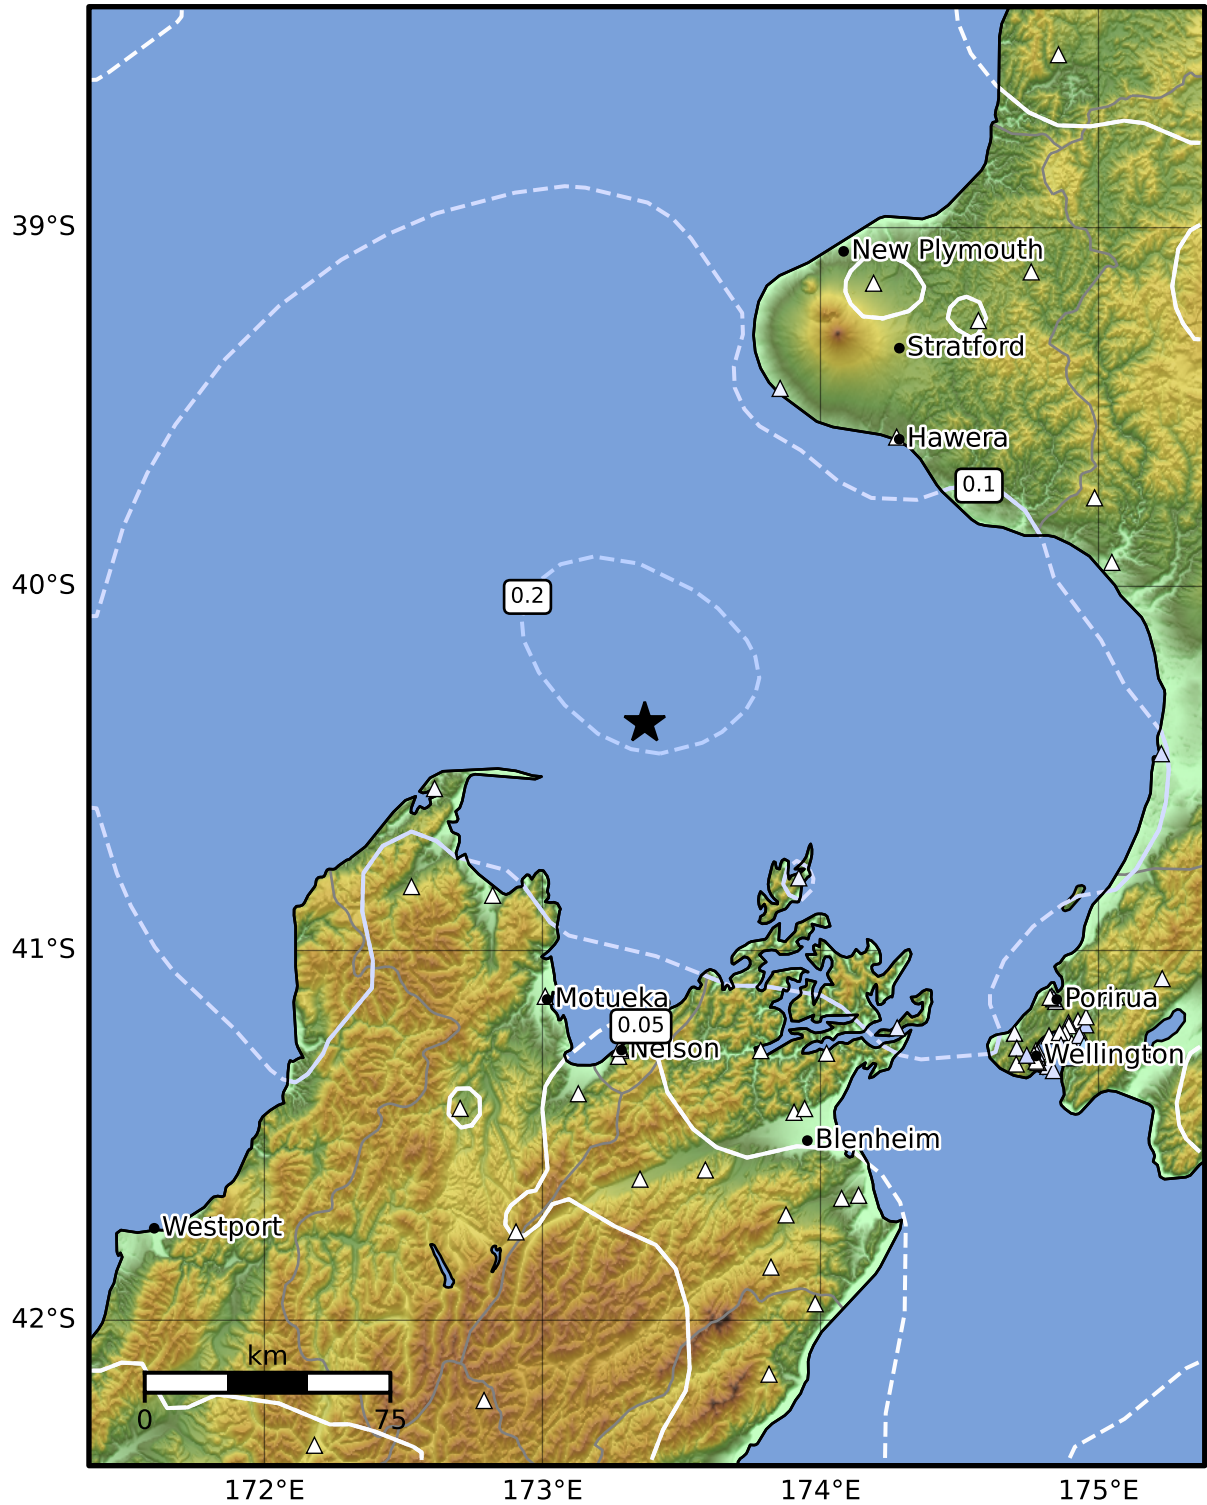 39°S
New Plymouth
Stratford
Hawera
0.1
40°S
0.2
41°S
Motueka
Porirua
0.05
Nelson
Wellington
Blenheim
Westport
42°S
km
0
75
172°E
173°E
174°E
175°E